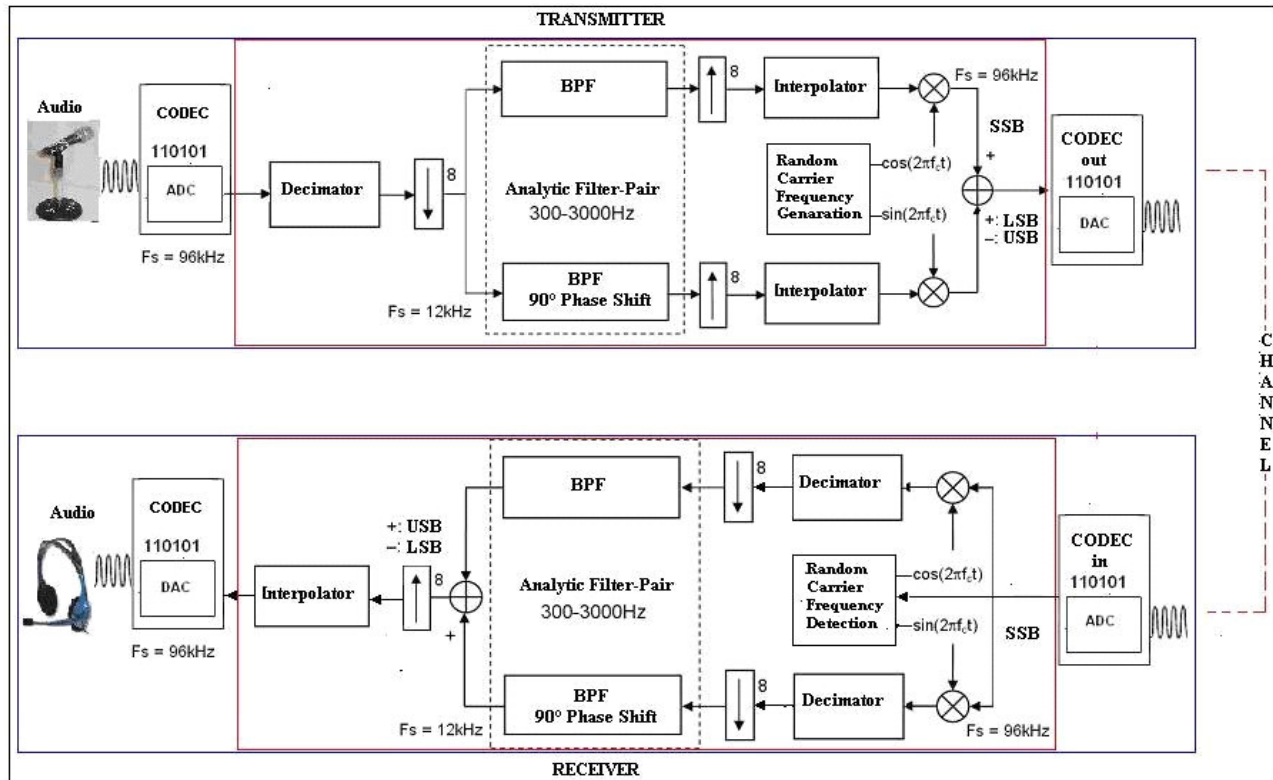 TRANSMITTER
Audio
CODEC
110101
ADC
Fs = 96kHz
Decimator
8
Fs = 12kHz
BPF
Analytic Filter-Pair
300-3000Hz
BPF
90° Phase Shift
8
Interpolator
8
Interpolator
Random
Carrier
Frequency
Genaration
cos(2πfct)
sin(2πfct)
Fs = 96kHz
SSB
+
+: LSB
–: USB
CODEC
out
110101
DAC
CHANNEL
Audio
CODEC
110101
DAC
Fs = 96kHz
Interpolator
8
+: USB
–: LSB
+
Fs = 12kHz
BPF
Analytic Filter-Pair
300-3000Hz
BPF
90° Phase Shift
8
Decimator
8
Decimator
Random
Carrier
Frequency
Detection
cos(2πfct)
sin(2πfct)
SSB
Fs = 96kHz
CODEC
in
110101
ADC
RECEIVER